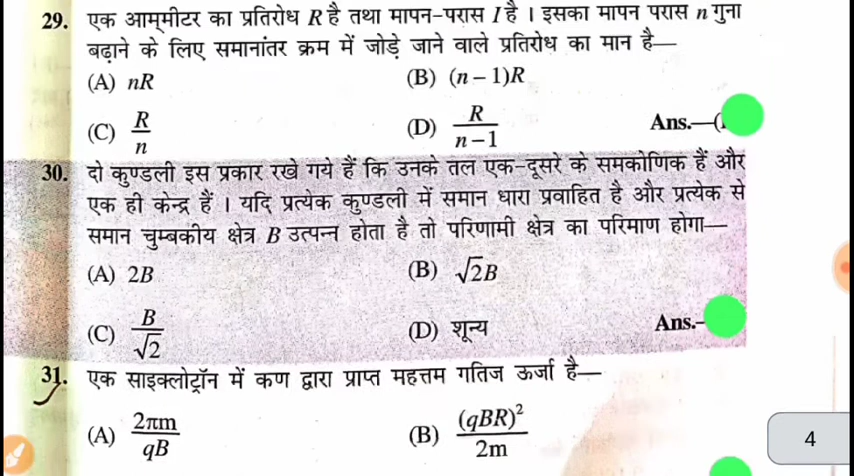 29. एक आम्मीटर का प्रतिरोध R है तथा मापन-परास I है । इसका मापन परास n गुना
बढ़ाने के लिए समानांतर क्रम में जोड़े जाने वाले प्रतिरोध का मान है—
(A) nR (B) (n – 1)R
(C) R/n (D) R/(n – 1) Ans.—(
30. दो कुण्डली इस प्रकार रखे गये हैं कि उनके तल एक-दूसरे के समकोणिक हैं और
एक ही केन्द्र हैं । यदि प्रत्येक कुण्डली में समान धारा प्रवाहित है और प्रत्येक से
समान चुम्बकीय क्षेत्र B उत्पन्न होता है तो परिणामी क्षेत्र का परिमाण होगा—
(A) 2B (B) √2B
(C) B/√2 (D) शून्य Ans.–
31. एक साइक्लोट्रॉन में कण द्वारा प्राप्त महत्तम गतिज ऊर्जा है—
(A) 2πm/qB (B) (qBR)²/2m
4